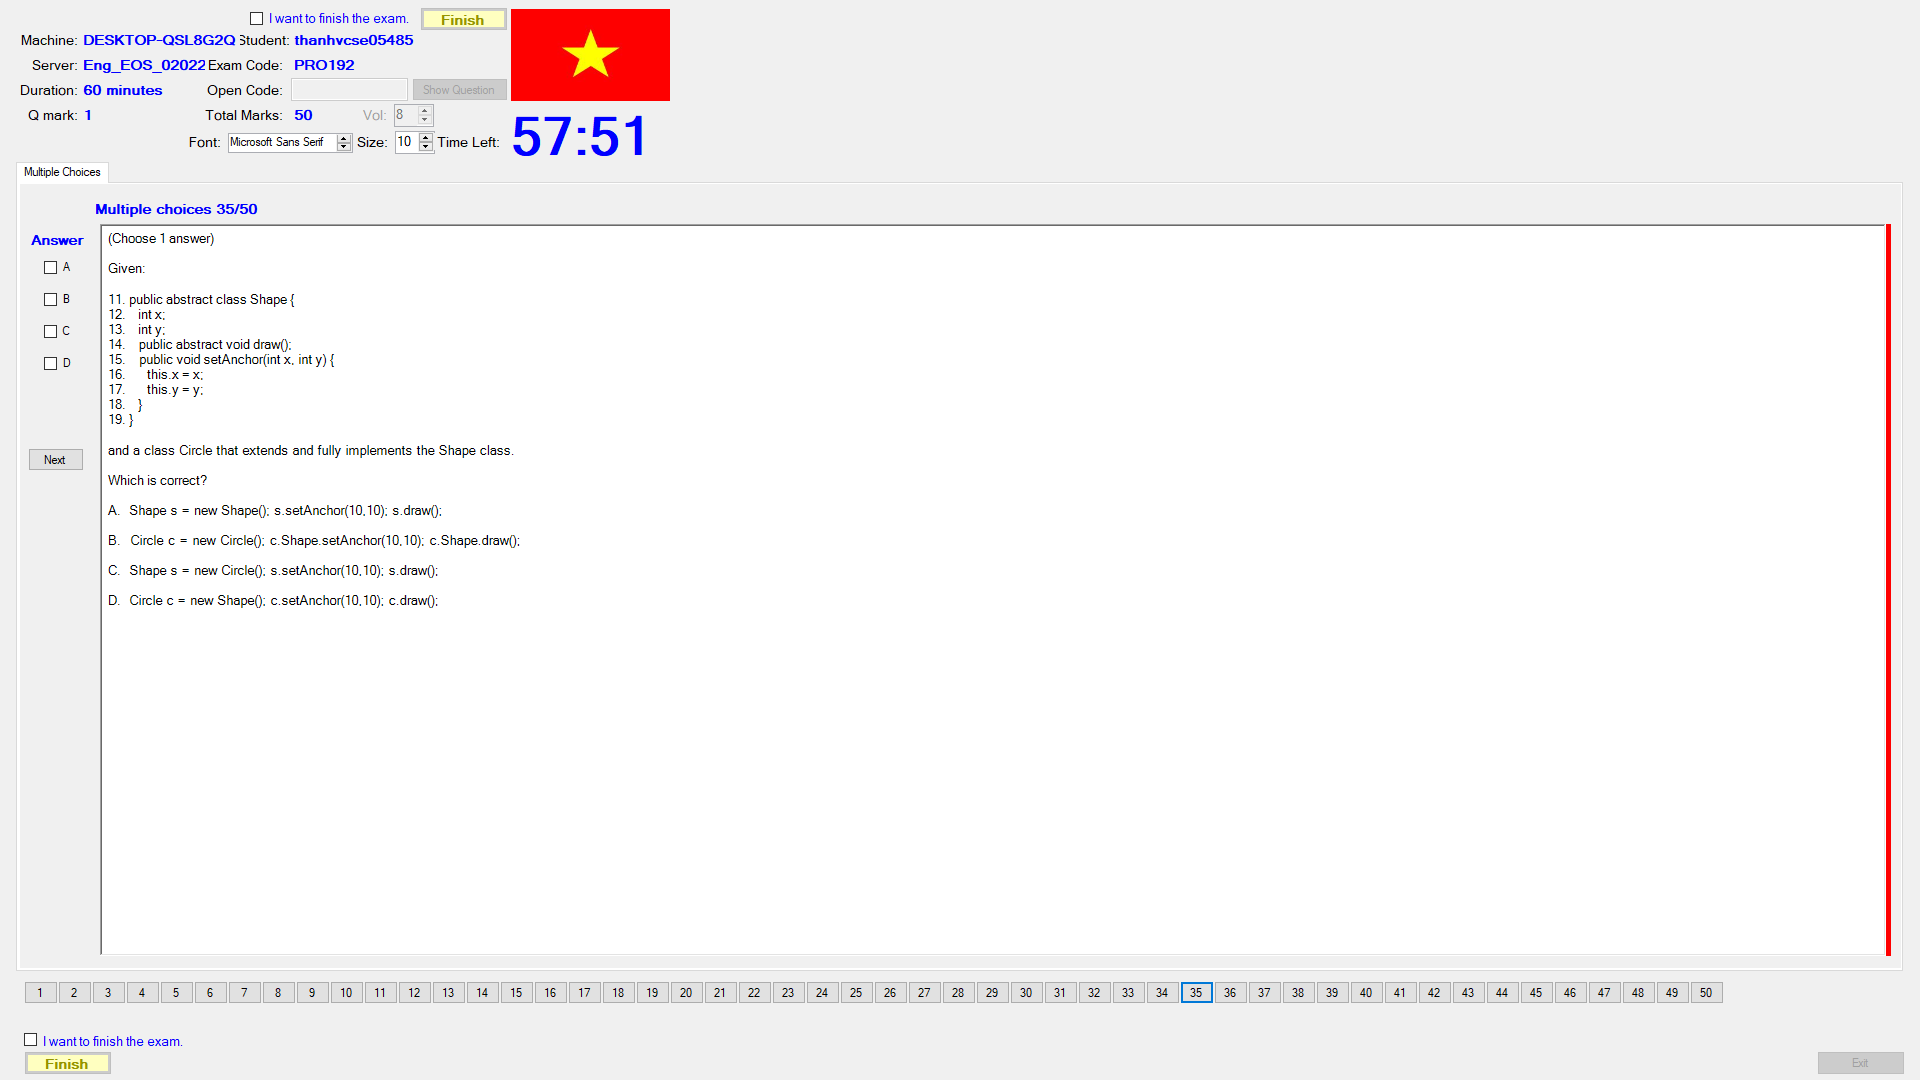 I want to finish the exam.
Finish
Machine: DESKTOP-QSL8G2Q Student: thanhvcse05485
Server: Eng_EOS_02022 Exam Code: PRO192
Duration: 60 minutes Open Code: Show Question
Q mark: 1 Total Marks: 50 Vol: 8
Font: Microsoft Sans Serif Size: 10 Time Left: 57:51
Multiple Choices
Multiple choices 35/50
Answer
A
B
C
D
Next
(Choose 1 answer)
Given:
11. public abstract class Shape {
12. int x;
13. int y;
14. public abstract void draw();
15. public void setAnchor(int x, int y) {
16. this.x = x;
17. this.y = y;
18. }
19. }
and a class Circle that extends and fully implements the Shape class.
Which is correct?
A. Shape s = new Shape(); s.setAnchor(10,10); s.draw();
B. Circle c = new Circle(); c.Shape.setAnchor(10,10); c.Shape.draw();
C. Shape s = new Circle(); s.setAnchor(10,10); s.draw();
D. Circle c = new Shape(); c.setAnchor(10,10); c.draw();
1 2 3 4 5 6 7 8 9 10 11 12 13 14 15 16 17 18 19 20 21 22 23 24 25 26 27 28 29 30 31 32 33 34 35 36 37 38 39 40 41 42 43 44 45 46 47 48 49 50
I want to finish the exam.
Finish
Exit